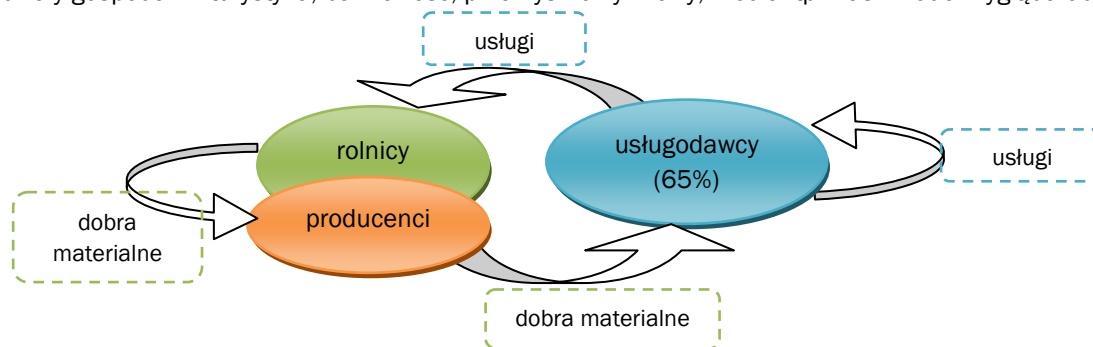 usługi
rolnicy
usługodawcy
(65%)
usługi
producenci
dobra
materialne
dobra materialne